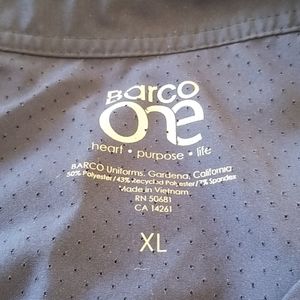 BARCO
one
heart • purpose • life
BARCO Uniforms, Gardena, California
50% Polyester/43% Recycled Polyester/7% Spandex
Made in Vietnam
RN 50681
CA 14261
XL